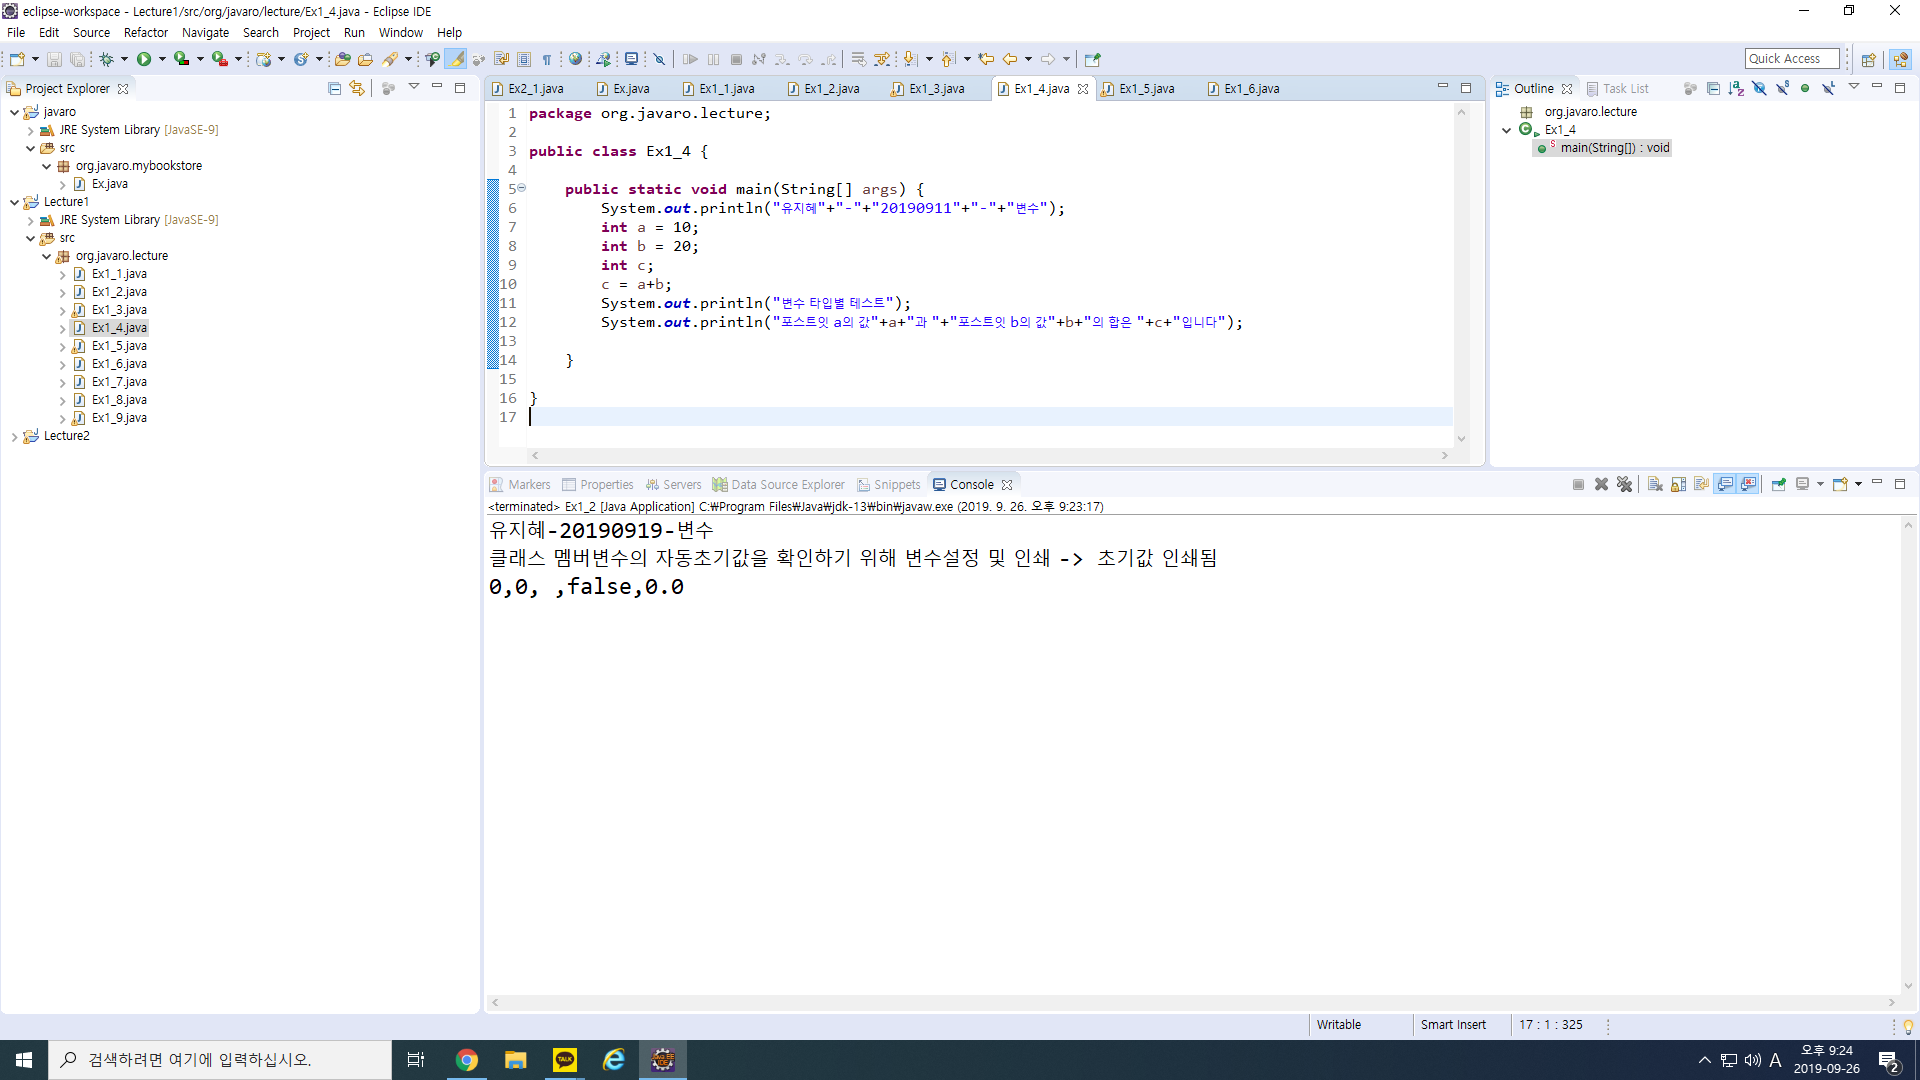 eclipse-workspace - Lecture1/src/org/javaro/lecture/Ex1_4.java - Eclipse IDE
File Edit Source Refactor Navigate Search Project Run Window Help
Quick Access
Project Explorer
javaro
JRE System Library [JavaSE-9]
src
org.javaro.mybookstore
Ex.java
Lecture1
JRE System Library [JavaSE-9]
src
org.javaro.lecture
Ex1_1.java
Ex1_2.java
Ex1_3.java
Ex1_4.java
Ex1_5.java
Ex1_6.java
Ex1_7.java
Ex1_8.java
Ex1_9.java
Lecture2
Ex2_1.java Ex.java Ex1_1.java Ex1_2.java Ex1_3.java Ex1_4.java Ex1_5.java Ex1_6.java
1 package org.javaro.lecture;
2
3 public class Ex1_4 {
4
5 public static void main(String[] args) {
6 System.out.println("유지혜"+"-"+"20190911"+"-"+"변수");
7 int a = 10;
8 int b = 20;
9 int c;
10 c = a+b;
11 System.out.println("변수 타입별 테스트");
12 System.out.println("포스트잇 a의 값"+a+"과 "+"포스트잇 b의 값"+b+"의 합은 "+c+"입니다");
13
14 }
15
16 }
17
Outline Task List
org.javaro.lecture
Ex1_4
main(String[]) : void
Markers Properties Servers Data Source Explorer Snippets Console
<terminated> Ex1_2 [Java Application] C:₩Program Files₩Java₩jdk-13₩bin₩javaw.exe (2019. 9. 26. 오후 9:23:17)
유지혜-20190919-변수
클래스 멤버변수의 자동초기값을 확인하기 위해 변수설정 및 인쇄 -> 초기값 인쇄됨
0,0, ,false,0.0
Writable Smart Insert 17 : 1 : 325
검색하려면 여기에 입력하십시오.
TALK
A
오후 9:24
2019-09-26
2